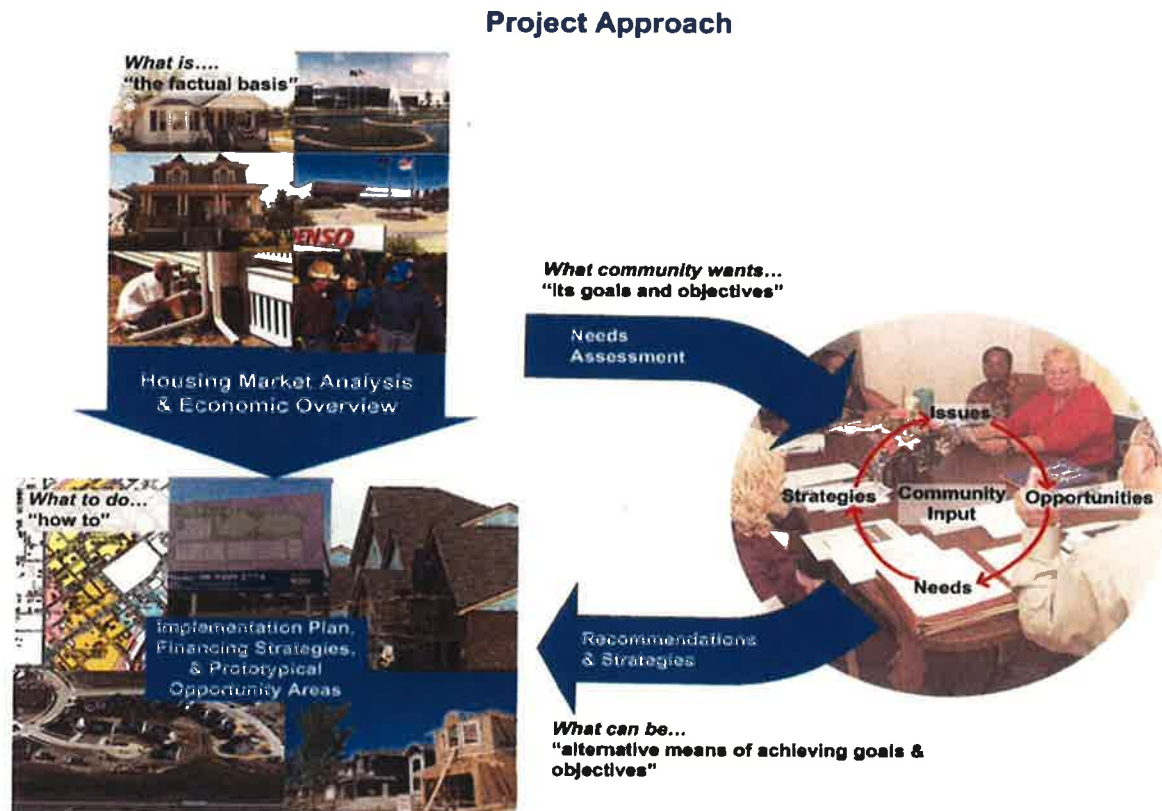 Project Approach
What is....
"the factual basis"
DENSO
Housing Market Analysis
& Economic Overview
What community wants...
"its goals and objectives"
Needs
Assessment
Issues
Strategies
Community
Input
Opportunities
Needs
What to do...
"how to"
Implementation Plan,
Financing Strategies,
& Prototypical
Opportunity Areas
Recommendations
& Strategies
What can be...
"alternative means of achieving goals &
objectives"